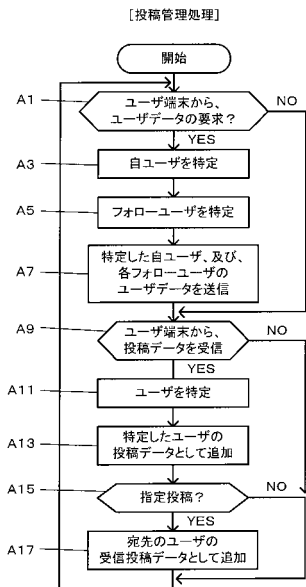 [投稿管理処理]
開始
A1
ユーザ端末から、
ユーザデータの要求?
NO
YES
A3
自ユーザを特定
A5
フォローユーザを特定
A7
特定した自ユーザ、及び、
各フォローユーザの
ユーザデータを送信
A9
ユーザ端末から、
投稿データを受信
NO
YES
A11
ユーザを特定
A13
特定したユーザの
投稿データとして追加
A15
指定投稿?
NO
YES
A17
宛先のユーザの
受信投稿データとして追加